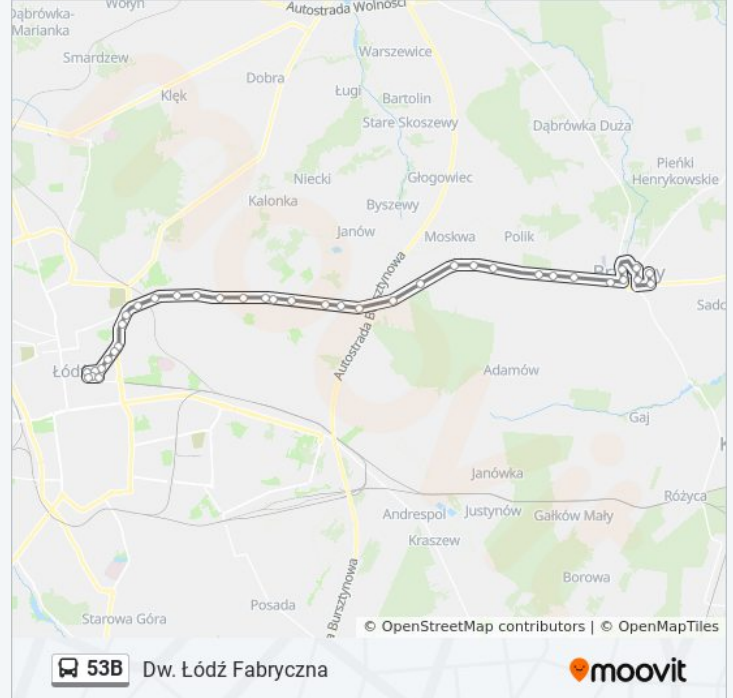 Wołyń
Autostrada Wolności
Dąbrówka-
Marianka
Smardzew
Warszewice
Dobra
Klęk
Ługi
Bartolin
Stare Skoszewy
Dąbrówka Duża
Pieńki
Henrykowskie
Niecki
Głogowiec
Kalonka
Byszewy
Janów
Moskwa
Polik
Sado
Autostrada Bursztynowa
Łódź
Adamów
Gaj
Janówka
Różyca
Andrespol
Justynów
Gałków Mały
Kraszew
Borowa
Posada
Starowa Góra
a Bursztynowa
© OpenStreetMap contributors | © OpenMapTiles
53B
Dw. Łódź Fabryczna
moovit